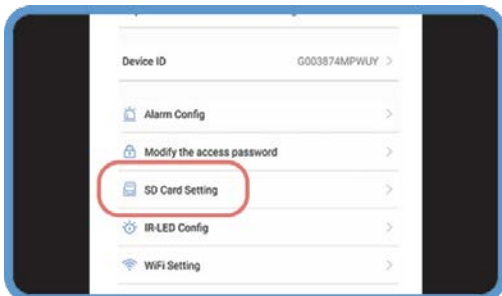 Device ID G003874MPWUY >
Alarm Config >
Modify the access password >
SD Card Setting >
IR-LED Config >
WiFi Setting >